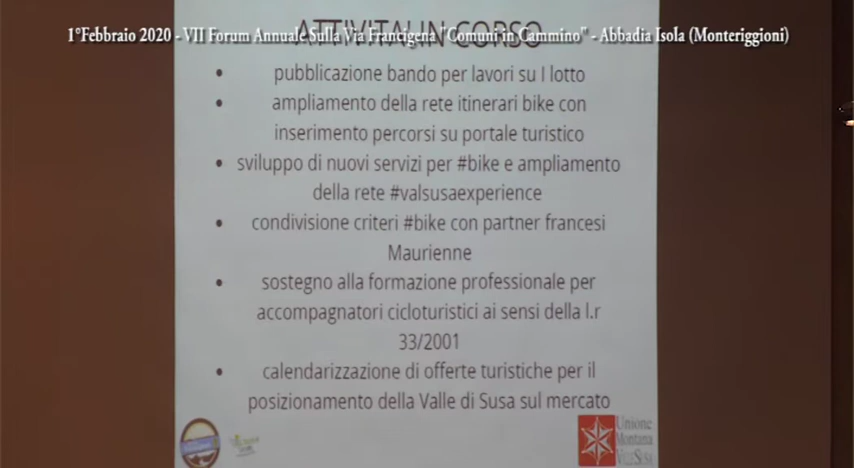 ATTIVITA' IN CORSO
1°Febbraio 2020 - VII Forum Annuale Sulla Via Francigena "Comuni in Cammino" - Abbadia Isola (Monteriggioni)
• pubblicazione bando per lavori su I lotto
• ampliamento della rete itinerari bike con
inserimento percorsi su portale turistico
• sviluppo di nuovi servizi per #bike e ampliamento
della rete #valsusaexperience
• condivisione criteri #bike con partner francesi
Maurienne
• sostegno alla formazione professionale per
accompagnatori cicloturistici ai sensi della l.r
33/2001
• calendarizzazione di offerte turistiche per il
posizionamento della Valle di Susa sul mercato
Unione
Montana
ValleSusa